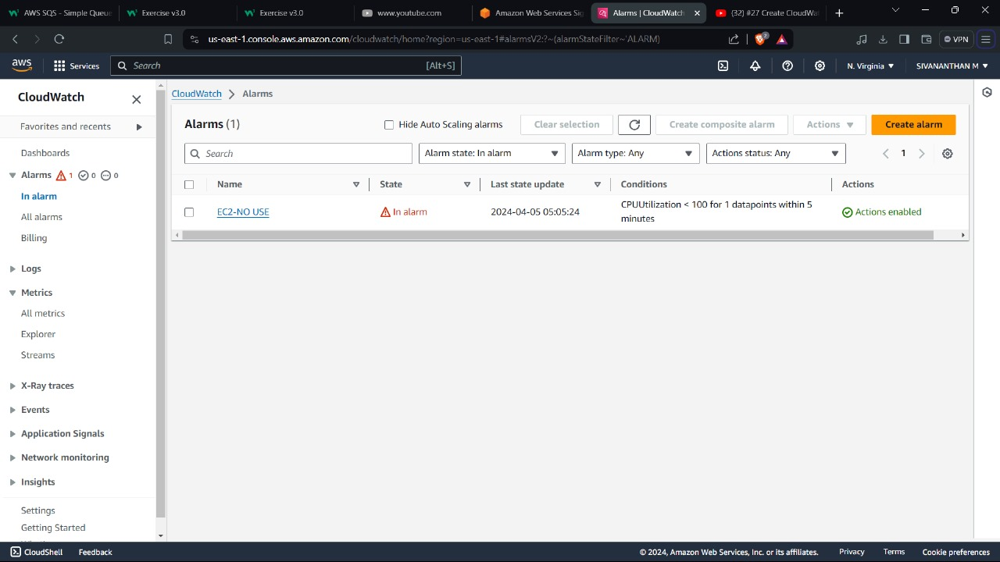 AWS SQS - Simple Queue
Exercise v3.0
Exercise v3.0
www.youtube.com
Amazon Web Services Sig
Alarms | CloudWatch
(32) #27 Create CloudWat
us-east-1.console.aws.amazon.com/cloudwatch/home?region=us-east-1#alarmsV2:?~(alarmStateFilter~'ALARM)
2
VPN
aws
Services
Search
[Alt+S]
N. Virginia
SIVANANTHAN M
CloudWatch
Favorites and recents
Dashboards
Alarms 1 0 0
In alarm
All alarms
Billing
Logs
Metrics
All metrics
Explorer
Streams
X-Ray traces
Events
Application Signals
Network monitoring
Insights
Settings
Getting Started
CloudWatch > Alarms
Alarms (1)
Hide Auto Scaling alarms
Clear selection
Create composite alarm
Actions
Create alarm
Search
Alarm state: In alarm
Alarm type: Any
Actions status: Any
1
Name State Last state update Conditions Actions
EC2-NO USE In alarm 2024-04-05 05:05:24 CPUUtilization < 100 for 1 datapoints within 5
minutes
Actions enabled
CloudShell
Feedback
© 2024, Amazon Web Services, Inc. or its affiliates.
Privacy
Terms
Cookie preferences